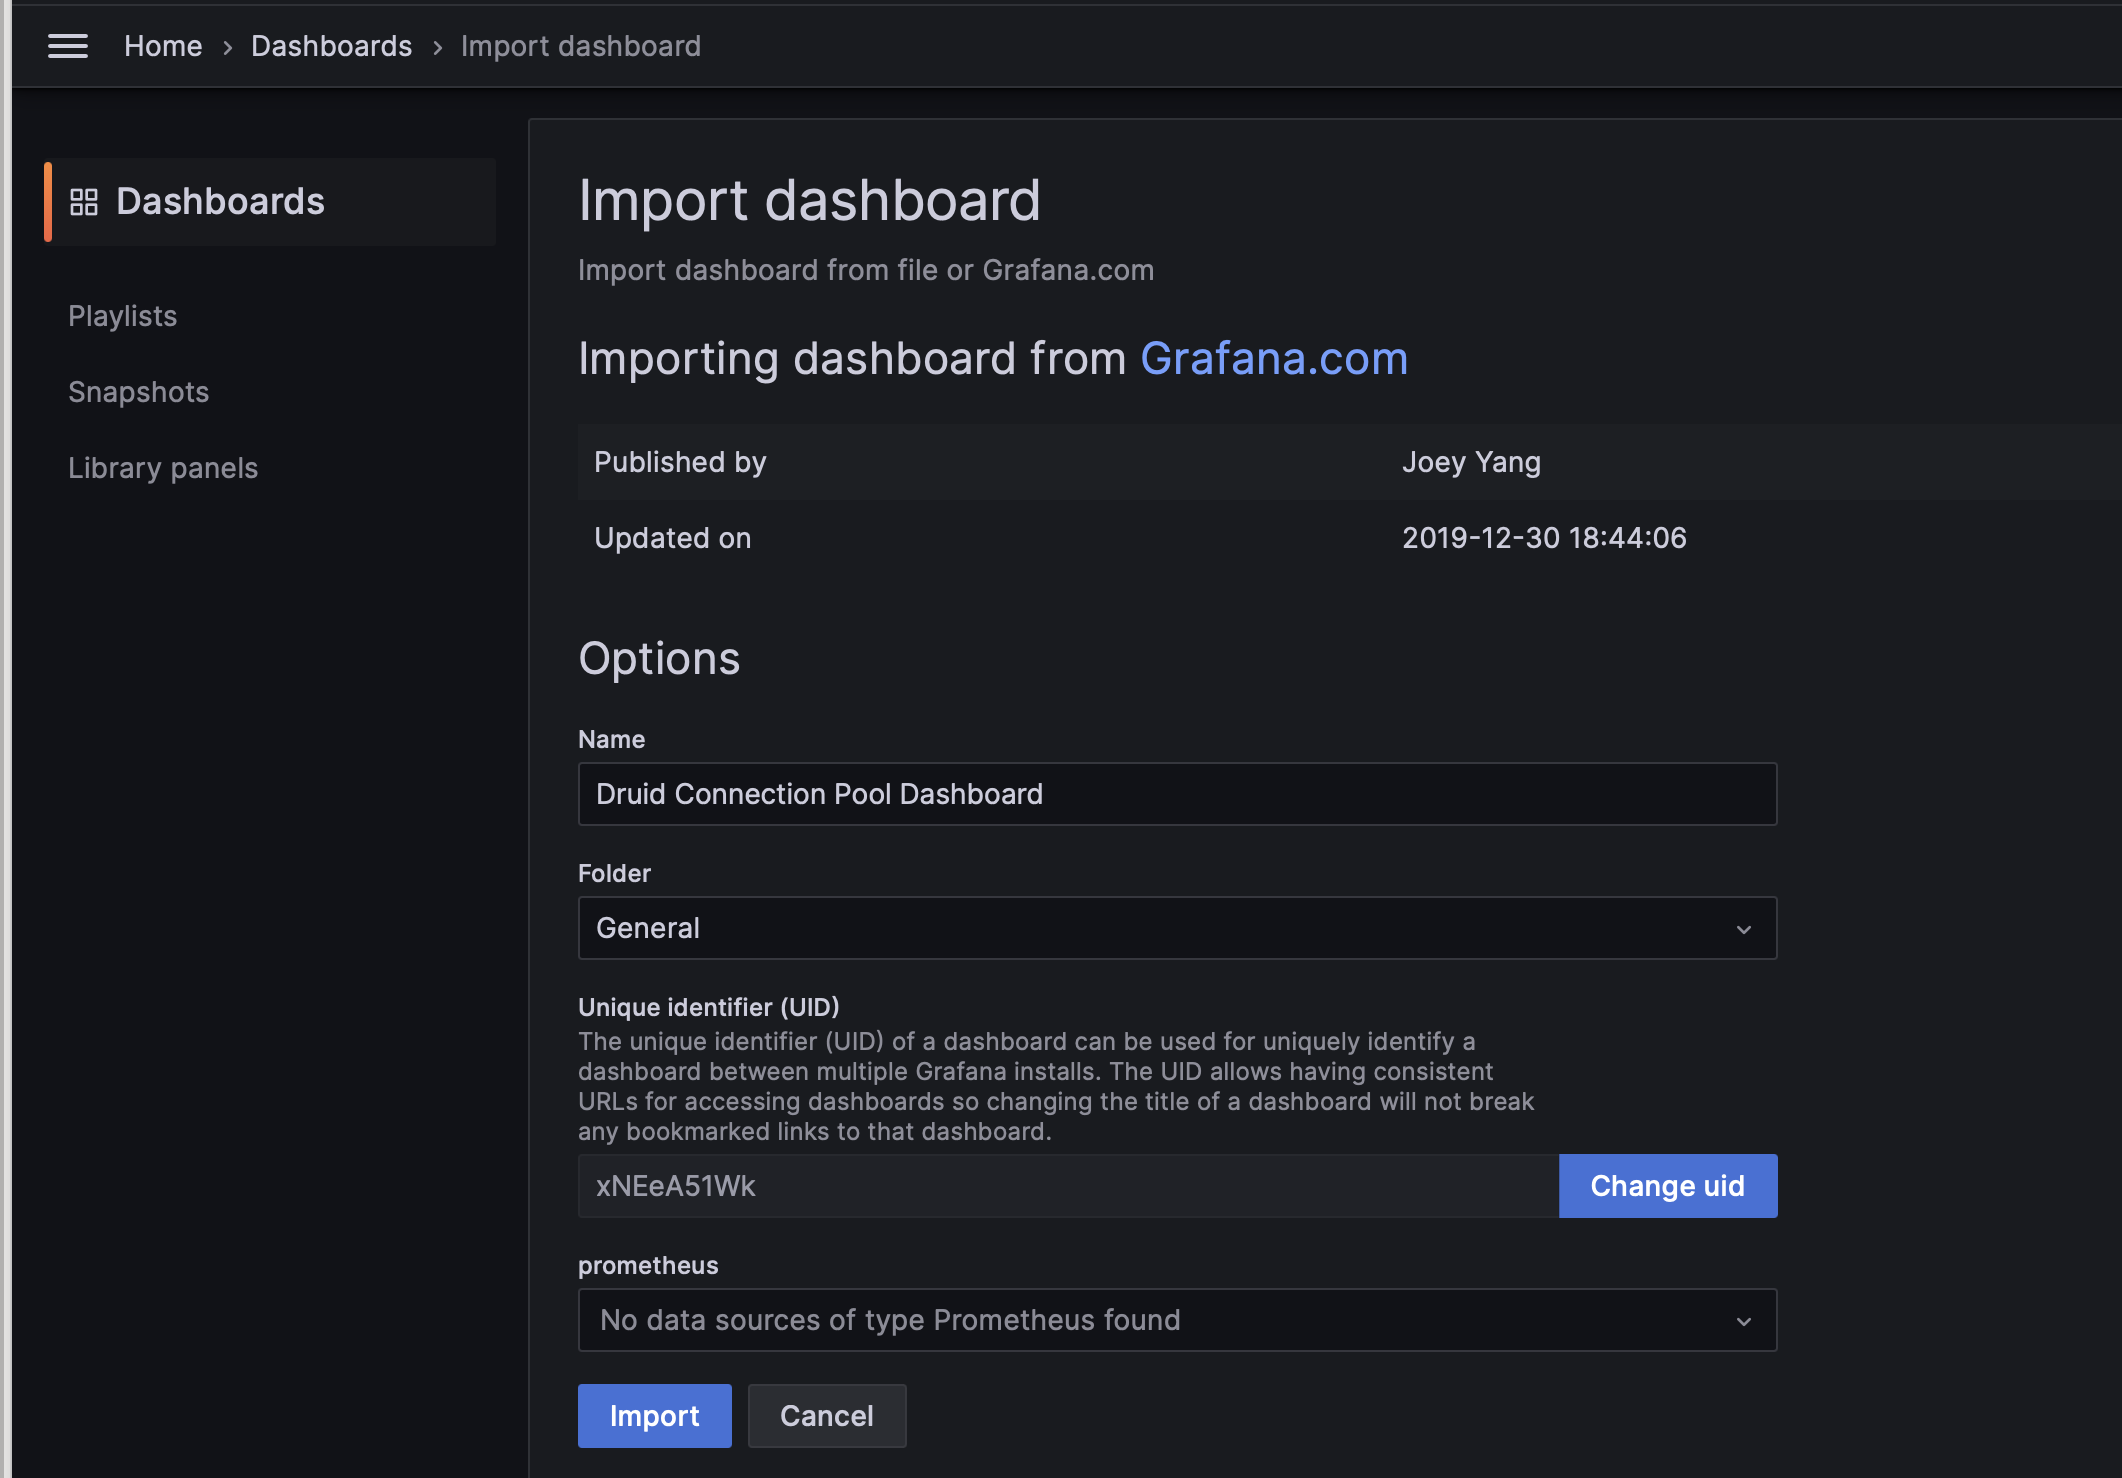 Home › Dashboards › Import dashboard
Dashboards
Playlists
Snapshots
Library panels
Import dashboard
Import dashboard from file or Grafana.com
Importing dashboard from Grafana.com
Published by Joey Yang
Updated on 2019-12-30 18:44:06
Options
Name
Druid Connection Pool Dashboard
Folder
General
Unique identifier (UID)
The unique identifier (UID) of a dashboard can be used for uniquely identify a
dashboard between multiple Grafana installs. The UID allows having consistent
URLs for accessing dashboards so changing the title of a dashboard will not break
any bookmarked links to that dashboard.
xNEeA51Wk Change uid
prometheus
No data sources of type Prometheus found
Import Cancel